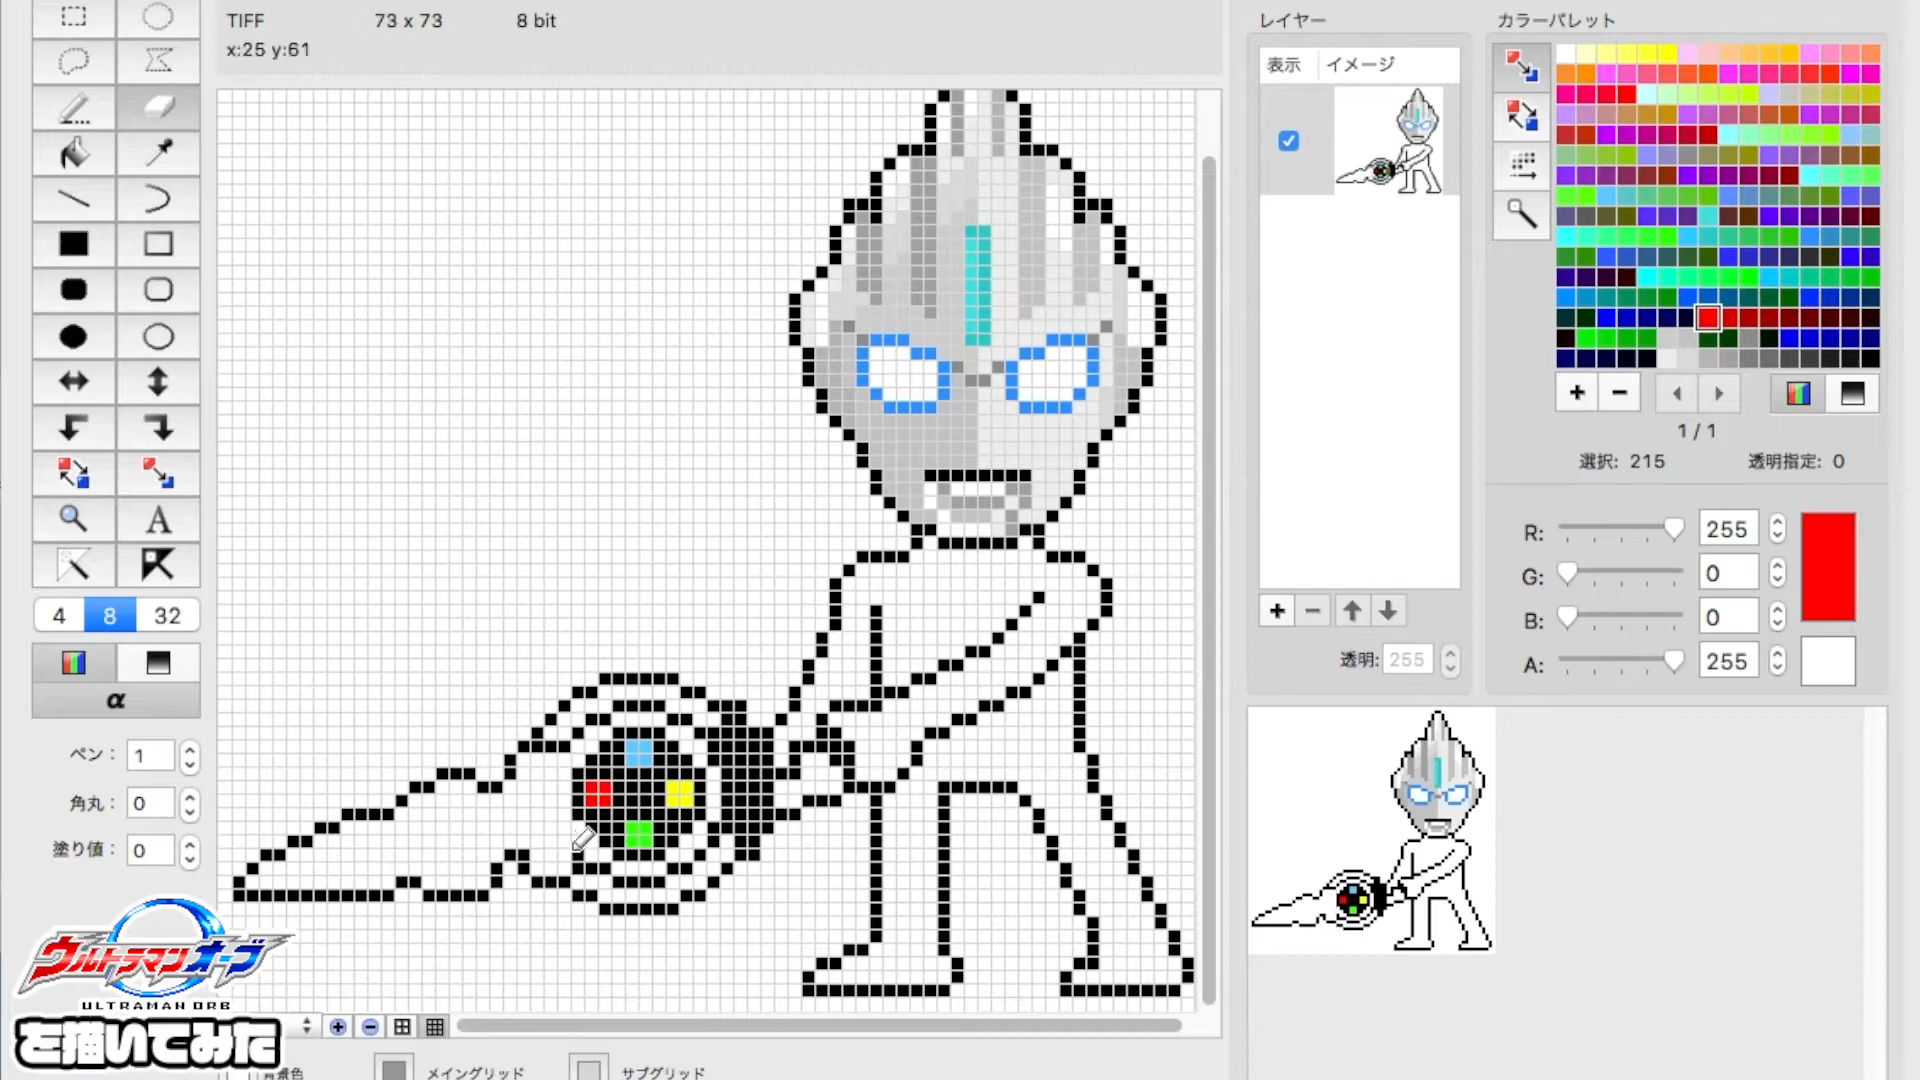 TIFF 73 x 73 8 bit
x:25 y:61
レイヤー
表示 イメージ
透明: 255
カラーパレット
1 / 1
選択: 215 透明指定: 0
R: 255
G: 0
B: 0
A: 255
A
4 8 32
α
ペン: 1
角丸: 0
塗り値: 0
ウルトラマンオーブ
ULTRAMAN ORB
を描いてみた
背景色 メイングリッド サブグリッド